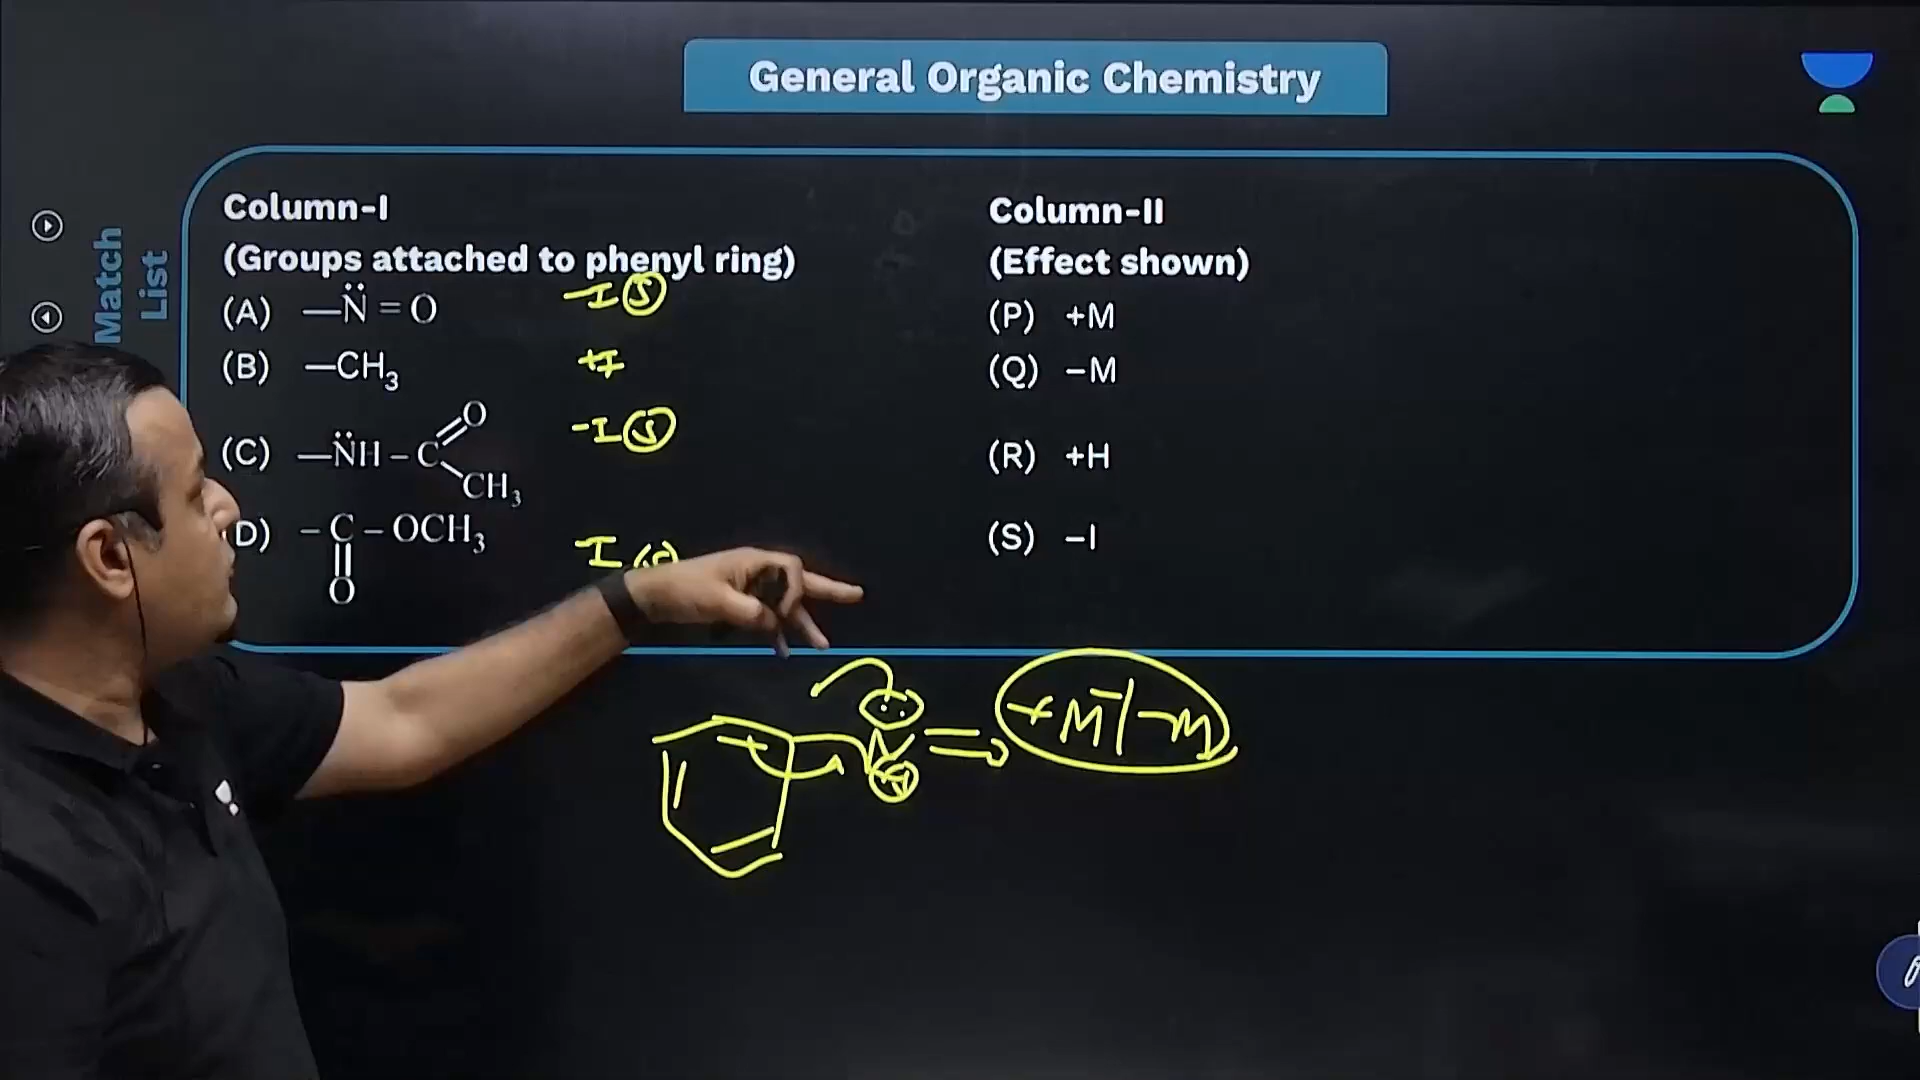 General Organic Chemistry
Match
List
Column-I
(Groups attached to phenyl ring)
(A) —N̈ = O -I (S)
(B) —CH₃ +I
(C) —N̈H – C O CH₃ -I (S)
D) – C – OCH₃ -I
O
Column-II
(Effect shown)
(P) +M
(Q) –M
(R) +H
(S) –I
N ⇒ +M/-M